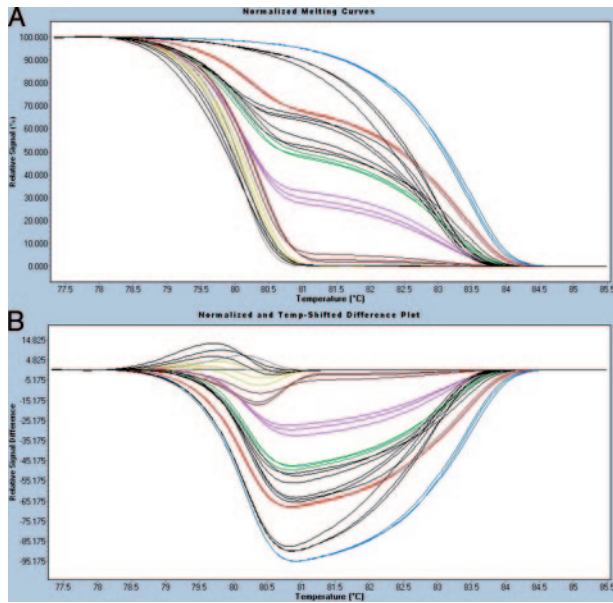 A
Normalized Melting Curves
100.000
90.000
80.000
70.000
60.000
50.000
40.000
30.000
20.000
10.000
0.000
Relative Signal (%)
77.5 78 78.5 79 79.5 80 80.5 81 81.5 82 82.5 83 83.5 84 84.5 85 85.5
Temperature (°C)
B
Normalized and Temp-Shifted Difference Plot
14.825
4.825
-5.175
-15.175
-25.175
-35.175
-45.175
-55.175
-65.175
-75.175
-85.175
-95.175
Relative Signal Difference
77.5 78 78.5 79 79.5 80 80.5 81 81.5 82 82.5 83 83.5 84 84.5 85 85.5
Temperature (°C)